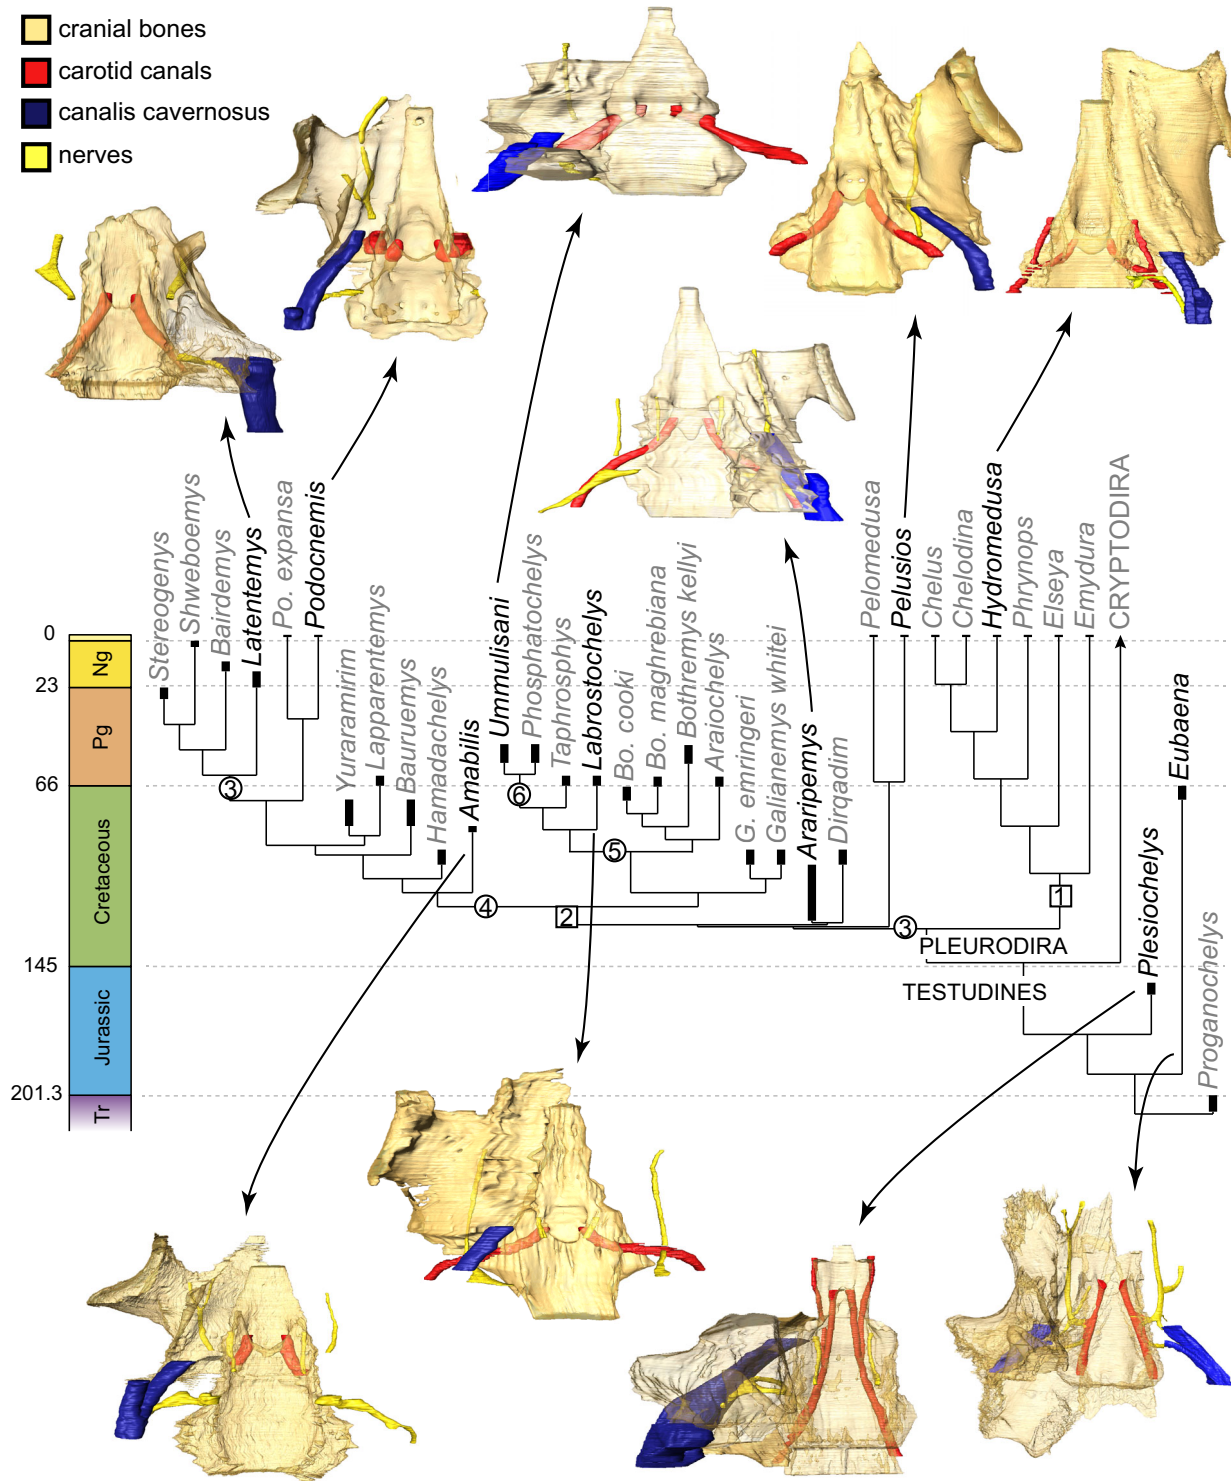 cranial bones
carotid canals
canalis cavernosus
nerves
Stereogenys
Shweboemys
Bairdemys
Latentemys
Po. expansa
Podocnemis
Yuraramirim
Lapparentemys
Bauruemys
Hamadachelys
Amabilis
Ummulisani
Phosphatochelys
Taphrosphys
Labrostochelys
Bo. cooki
Bo. maghrebiana
Bothremys kellyi
Araiochelys
G. emringeri
Galianemys whitei
Araripemys
Dirqadim
Pelomedusa
Pelusios
Chelus
Chelodina
Hydromedusa
Phrynops
Elseya
Emydura
CRYPTODIRA
Plesiochelys
Eubaena
Proganochelys
0
Ng
23
Pg
66
Cretaceous
145
Jurassic
201.3
Tr
3
6
5
4
2
3
1
PLEURODIRA
TESTUDINES